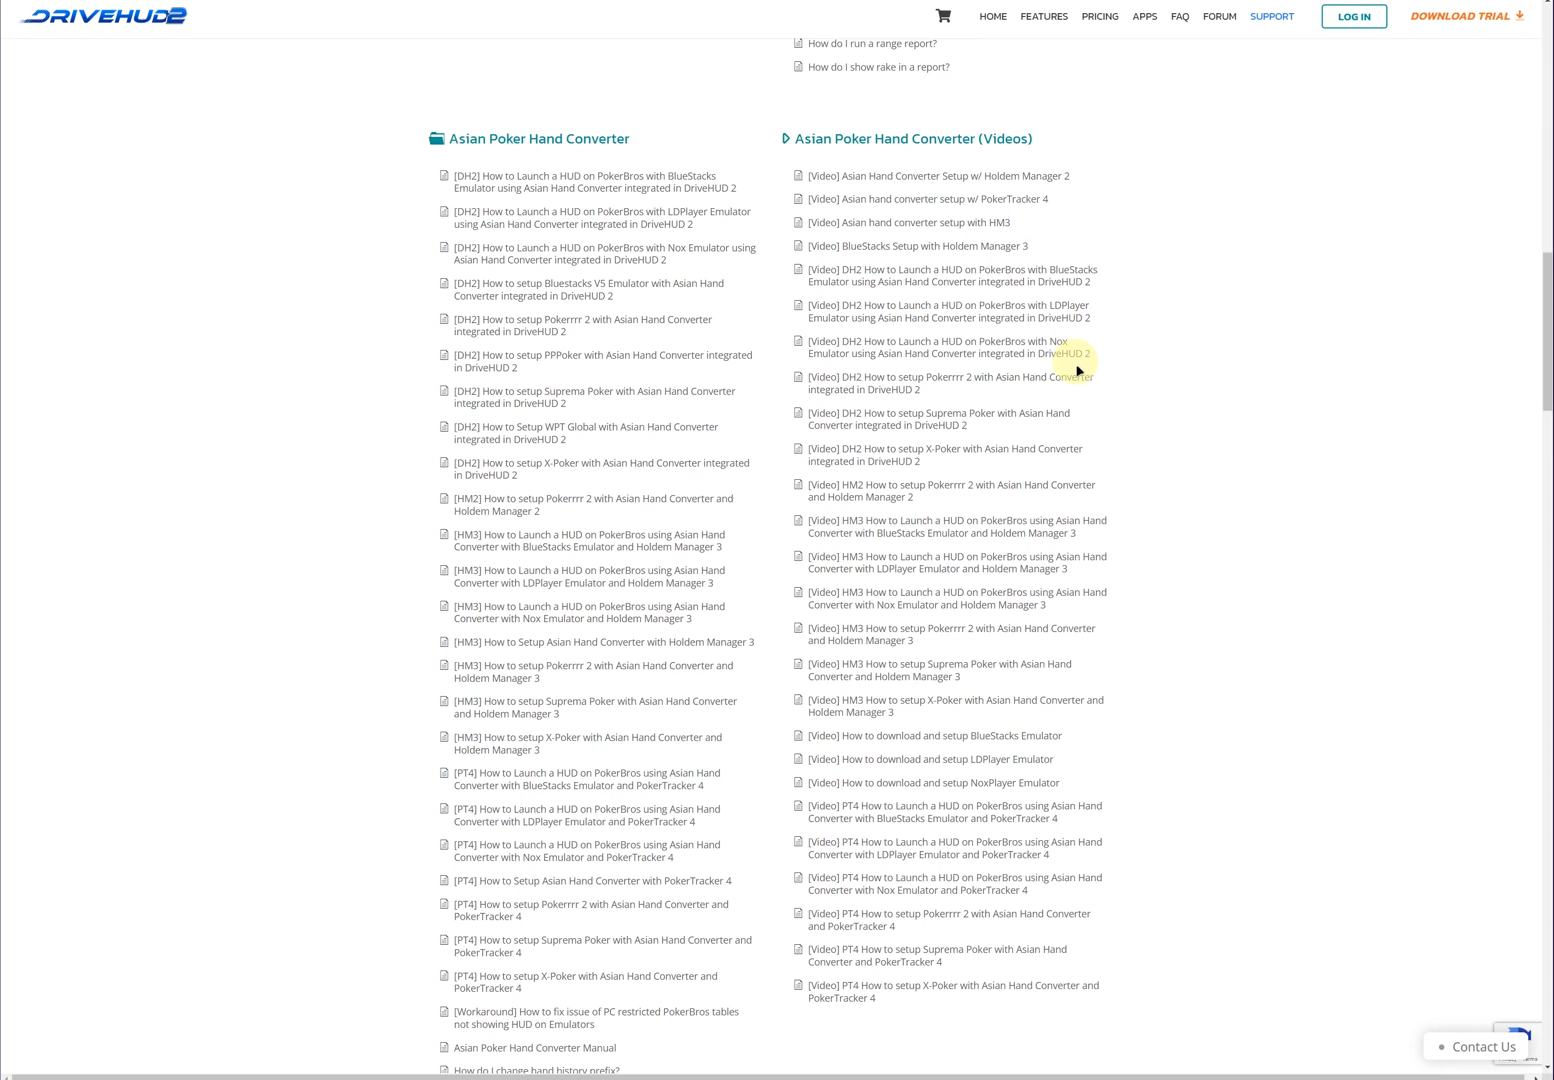 DRIVEHUD2
HOME FEATURES PRICING APPS FAQ FORUM SUPPORT LOG IN DOWNLOAD TRIAL
How do I run a range report?
How do I show rake in a report?
Asian Poker Hand Converter
[DH2] How to Launch a HUD on PokerBros with BlueStacks
Emulator using Asian Hand Converter integrated in DriveHUD 2
[DH2] How to Launch a HUD on PokerBros with LDPlayer Emulator
using Asian Hand Converter integrated in DriveHUD 2
[DH2] How to Launch a HUD on PokerBros with Nox Emulator using
Asian Hand Converter integrated in DriveHUD 2
[DH2] How to setup Bluestacks V5 Emulator with Asian Hand
Converter integrated in DriveHUD 2
[DH2] How to setup Pokerrrr 2 with Asian Hand Converter
integrated in DriveHUD 2
[DH2] How to setup PPPoker with Asian Hand Converter integrated
in DriveHUD 2
[DH2] How to setup Suprema Poker with Asian Hand Converter
integrated in DriveHUD 2
[DH2] How to Setup WPT Global with Asian Hand Converter
integrated in DriveHUD 2
[DH2] How to setup X-Poker with Asian Hand Converter integrated
in DriveHUD 2
[HM2] How to setup Pokerrrr 2 with Asian Hand Converter and
Holdem Manager 2
[HM3] How to Launch a HUD on PokerBros using Asian Hand
Converter with BlueStacks Emulator and Holdem Manager 3
[HM3] How to Launch a HUD on PokerBros using Asian Hand
Converter with LDPlayer Emulator and Holdem Manager 3
[HM3] How to Launch a HUD on PokerBros using Asian Hand
Converter with Nox Emulator and Holdem Manager 3
[HM3] How to Setup Asian Hand Converter with Holdem Manager 3
[HM3] How to setup Pokerrrr 2 with Asian Hand Converter and
Holdem Manager 3
[HM3] How to setup Suprema Poker with Asian Hand Converter
and Holdem Manager 3
[HM3] How to setup X-Poker with Asian Hand Converter and
Holdem Manager 3
[PT4] How to Launch a HUD on PokerBros using Asian Hand
Converter with BlueStacks Emulator and PokerTracker 4
[PT4] How to Launch a HUD on PokerBros using Asian Hand
Converter with LDPlayer Emulator and PokerTracker 4
[PT4] How to Launch a HUD on PokerBros using Asian Hand
Converter with Nox Emulator and PokerTracker 4
[PT4] How to Setup Asian Hand Converter with PokerTracker 4
[PT4] How to setup Pokerrrr 2 with Asian Hand Converter and
PokerTracker 4
[PT4] How to setup Suprema Poker with Asian Hand Converter and
PokerTracker 4
[PT4] How to setup X-Poker with Asian Hand Converter and
PokerTracker 4
[Workaround] How to fix issue of PC restricted PokerBros tables
not showing HUD on Emulators
Asian Poker Hand Converter Manual
How do I change hand history prefix?
Asian Poker Hand Converter (Videos)
[Video] Asian Hand Converter Setup w/ Holdem Manager 2
[Video] Asian hand converter setup w/ PokerTracker 4
[Video] Asian hand converter setup with HM3
[Video] BlueStacks Setup with Holdem Manager 3
[Video] DH2 How to Launch a HUD on PokerBros with BlueStacks
Emulator using Asian Hand Converter integrated in DriveHUD 2
[Video] DH2 How to Launch a HUD on PokerBros with LDPlayer
Emulator using Asian Hand Converter integrated in DriveHUD 2
[Video] DH2 How to Launch a HUD on PokerBros with Nox
Emulator using Asian Hand Converter integrated in DriveHUD 2
[Video] DH2 How to setup Pokerrrr 2 with Asian Hand Converter
integrated in DriveHUD 2
[Video] DH2 How to setup Suprema Poker with Asian Hand
Converter integrated in DriveHUD 2
[Video] DH2 How to setup X-Poker with Asian Hand Converter
integrated in DriveHUD 2
[Video] HM2 How to setup Pokerrrr 2 with Asian Hand Converter
and Holdem Manager 2
[Video] HM3 How to Launch a HUD on PokerBros using Asian Hand
Converter with BlueStacks Emulator and Holdem Manager 3
[Video] HM3 How to Launch a HUD on PokerBros using Asian Hand
Converter with LDPlayer Emulator and Holdem Manager 3
[Video] HM3 How to Launch a HUD on PokerBros using Asian Hand
Converter with Nox Emulator and Holdem Manager 3
[Video] HM3 How to setup Pokerrrr 2 with Asian Hand Converter
and Holdem Manager 3
[Video] HM3 How to setup Suprema Poker with Asian Hand
Converter and Holdem Manager 3
[Video] HM3 How to setup X-Poker with Asian Hand Converter and
Holdem Manager 3
[Video] How to download and setup BlueStacks Emulator
[Video] How to download and setup LDPlayer Emulator
[Video] How to download and setup NoxPlayer Emulator
[Video] PT4 How to Launch a HUD on PokerBros using Asian Hand
Converter with BlueStacks Emulator and PokerTracker 4
[Video] PT4 How to Launch a HUD on PokerBros using Asian Hand
Converter with LDPlayer Emulator and PokerTracker 4
[Video] PT4 How to Launch a HUD on PokerBros using Asian Hand
Converter with Nox Emulator and PokerTracker 4
[Video] PT4 How to setup Pokerrrr 2 with Asian Hand Converter
and PokerTracker 4
[Video] PT4 How to setup Suprema Poker with Asian Hand
Converter and PokerTracker 4
[Video] PT4 How to setup X-Poker with Asian Hand Converter and
PokerTracker 4
Contact Us